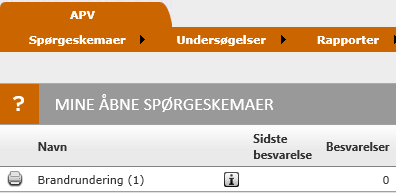 APV
Spørgeskemaer Undersøgelser Rapporter
? MINE ÅBNE SPØRGESKEMAER
Navn Sidste besvarelse Besvarelser
Brandrundering (1) i 0